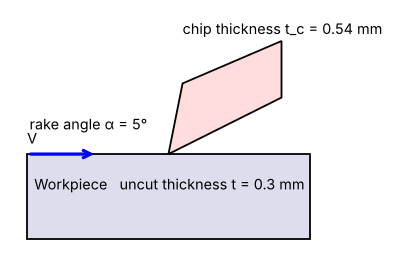 chip thickness t_c = 0.54 mm
rake angle α = 5°
V
Workpiece uncut thickness t = 0.3 mm